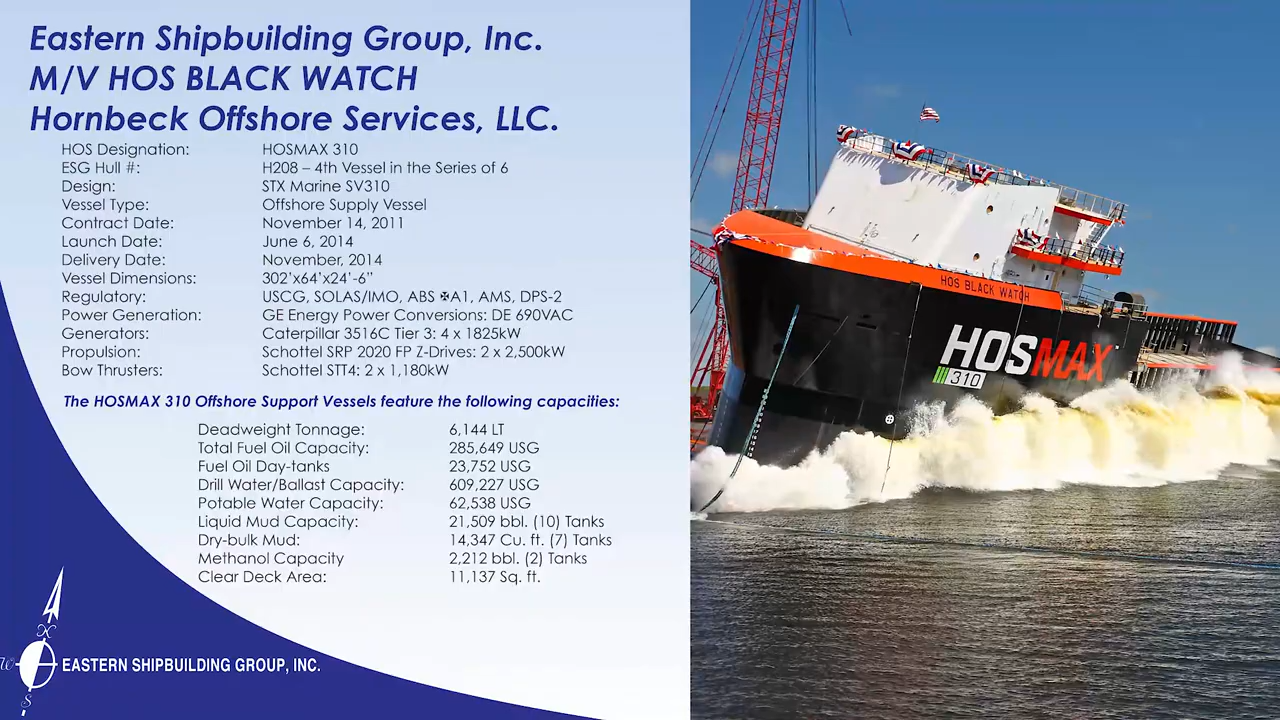 Eastern Shipbuilding Group, Inc.
M/V HOS BLACK WATCH
Hornbeck Offshore Services, LLC.
HOS Designation: HOSMAX 310
ESG Hull #: H208 – 4th Vessel in the Series of 6
Design: STX Marine SV310
Vessel Type: Offshore Supply Vessel
Contract Date: November 14, 2011
Launch Date: June 6, 2014
Delivery Date: November, 2014
Vessel Dimensions: 302'x64'x24'-6"
Regulatory: USCG, SOLAS/IMO, ABS ✠A1, AMS, DPS-2
Power Generation: GE Energy Power Conversions: DE 690VAC
Generators: Caterpillar 3516C Tier 3: 4 x 1825kW
Propulsion: Schottel SRP 2020 FP Z-Drives: 2 x 2,500kW
Bow Thrusters: Schottel STT4: 2 x 1,180kW
The HOSMAX 310 Offshore Support Vessels feature the following capacities:
Deadweight Tonnage: 6,144 LT
Total Fuel Oil Capacity: 285,649 USG
Fuel Oil Day-tanks 23,752 USG
Drill Water/Ballast Capacity: 609,227 USG
Potable Water Capacity: 62,538 USG
Liquid Mud Capacity: 21,509 bbl. (10) Tanks
Dry-bulk Mud: 14,347 Cu. ft. (7) Tanks
Methanol Capacity 2,212 bbl. (2) Tanks
Clear Deck Area: 11,137 Sq. ft.
N
W
S
EASTERN SHIPBUILDING GROUP, INC.
HOS BLACK WATCH
HOSMAX
310